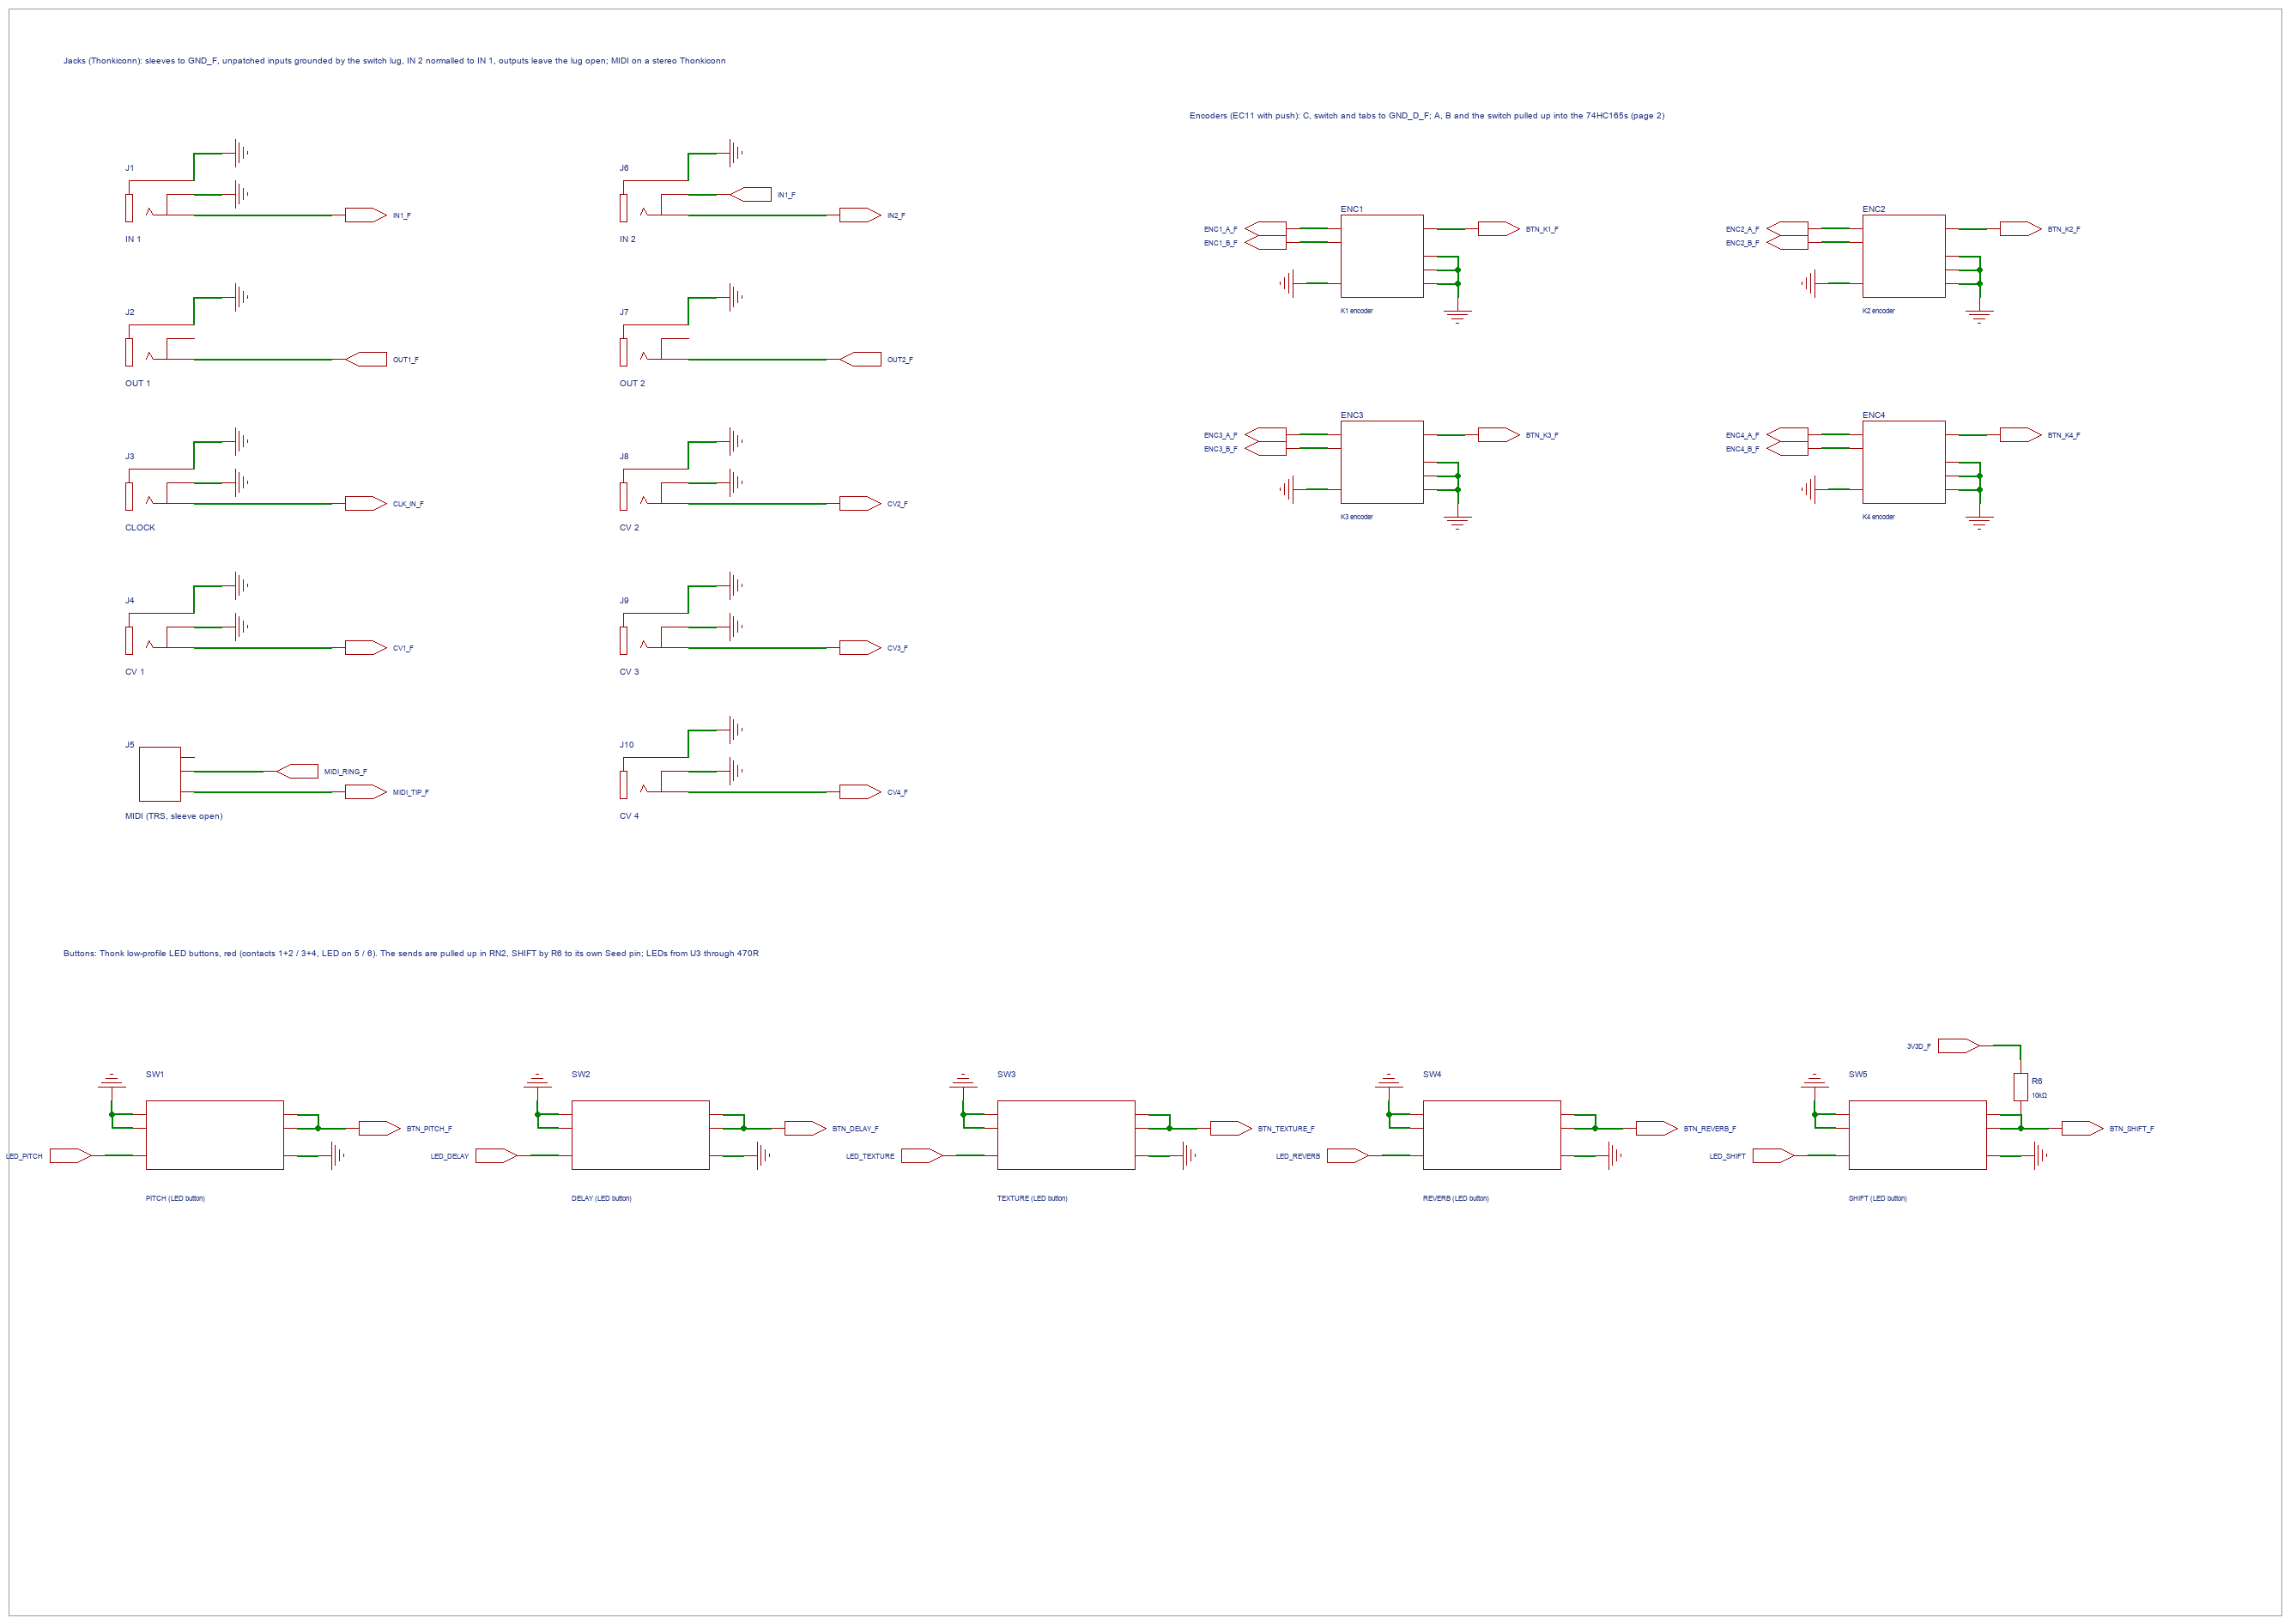 Jacks (Thonkiconn): sleeves to GND_F, unpatched inputs grounded by the switch lug, IN 2 normalled to IN 1, outputs leave the lug open; MIDI on a stereo Thonkiconn
Encoders (EC11 with push): C, switch and tabs to GND_D_F; A, B and the switch pulled up into the 74HC165s (page 2)
J1
IN1_F
IN 1
J6
IN1_F
IN2_F
IN 2
ENC1
ENC1_A_F
ENC1_B_F
BTN_K1_F
K1 encoder
ENC2
ENC2_A_F
ENC2_B_F
BTN_K2_F
K2 encoder
J2
OUT1_F
OUT 1
J7
OUT2_F
OUT 2
ENC3
ENC3_A_F
ENC3_B_F
BTN_K3_F
K3 encoder
ENC4
ENC4_A_F
ENC4_B_F
BTN_K4_F
K4 encoder
J3
CLK_IN_F
CLOCK
J8
CV2_F
CV 2
J4
CV1_F
CV 1
J9
CV3_F
CV 3
J5
MIDI_RING_F
MIDI_TIP_F
MIDI (TRS, sleeve open)
J10
CV4_F
CV 4
Buttons: Thonk low-profile LED buttons, red (contacts 1+2 / 3+4, LED on 5 / 6). The sends are pulled up in RN2, SHIFT by R6 to its own Seed pin; LEDs from U3 through 470R
SW1
BTN_PITCH_F
LED_PITCH
PITCH (LED button)
SW2
BTN_DELAY_F
LED_DELAY
DELAY (LED button)
SW3
BTN_TEXTURE_F
LED_TEXTURE
TEXTURE (LED button)
SW4
BTN_REVERB_F
LED_REVERB
REVERB (LED button)
3V3D_F
SW5
R6
10kΩ
BTN_SHIFT_F
LED_SHIFT
SHIFT (LED button)